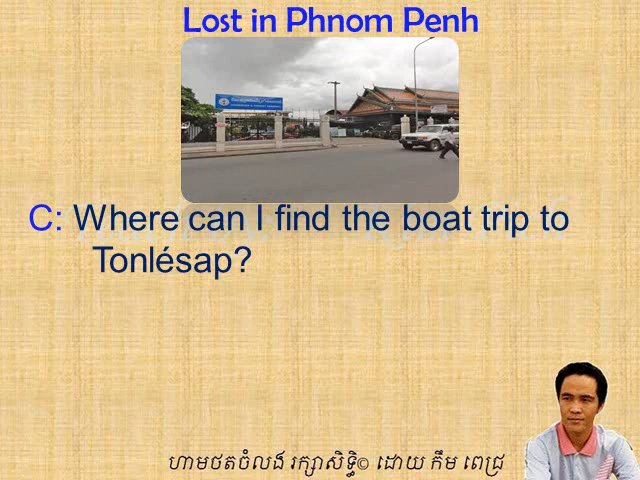 Lost in Phnom Penh
C: Where can I find the boat trip to
Tonlésap?
ហាមថតចំលង រក្សាសិទ្ធិ© ដោយ កឹម ពេជ្រ